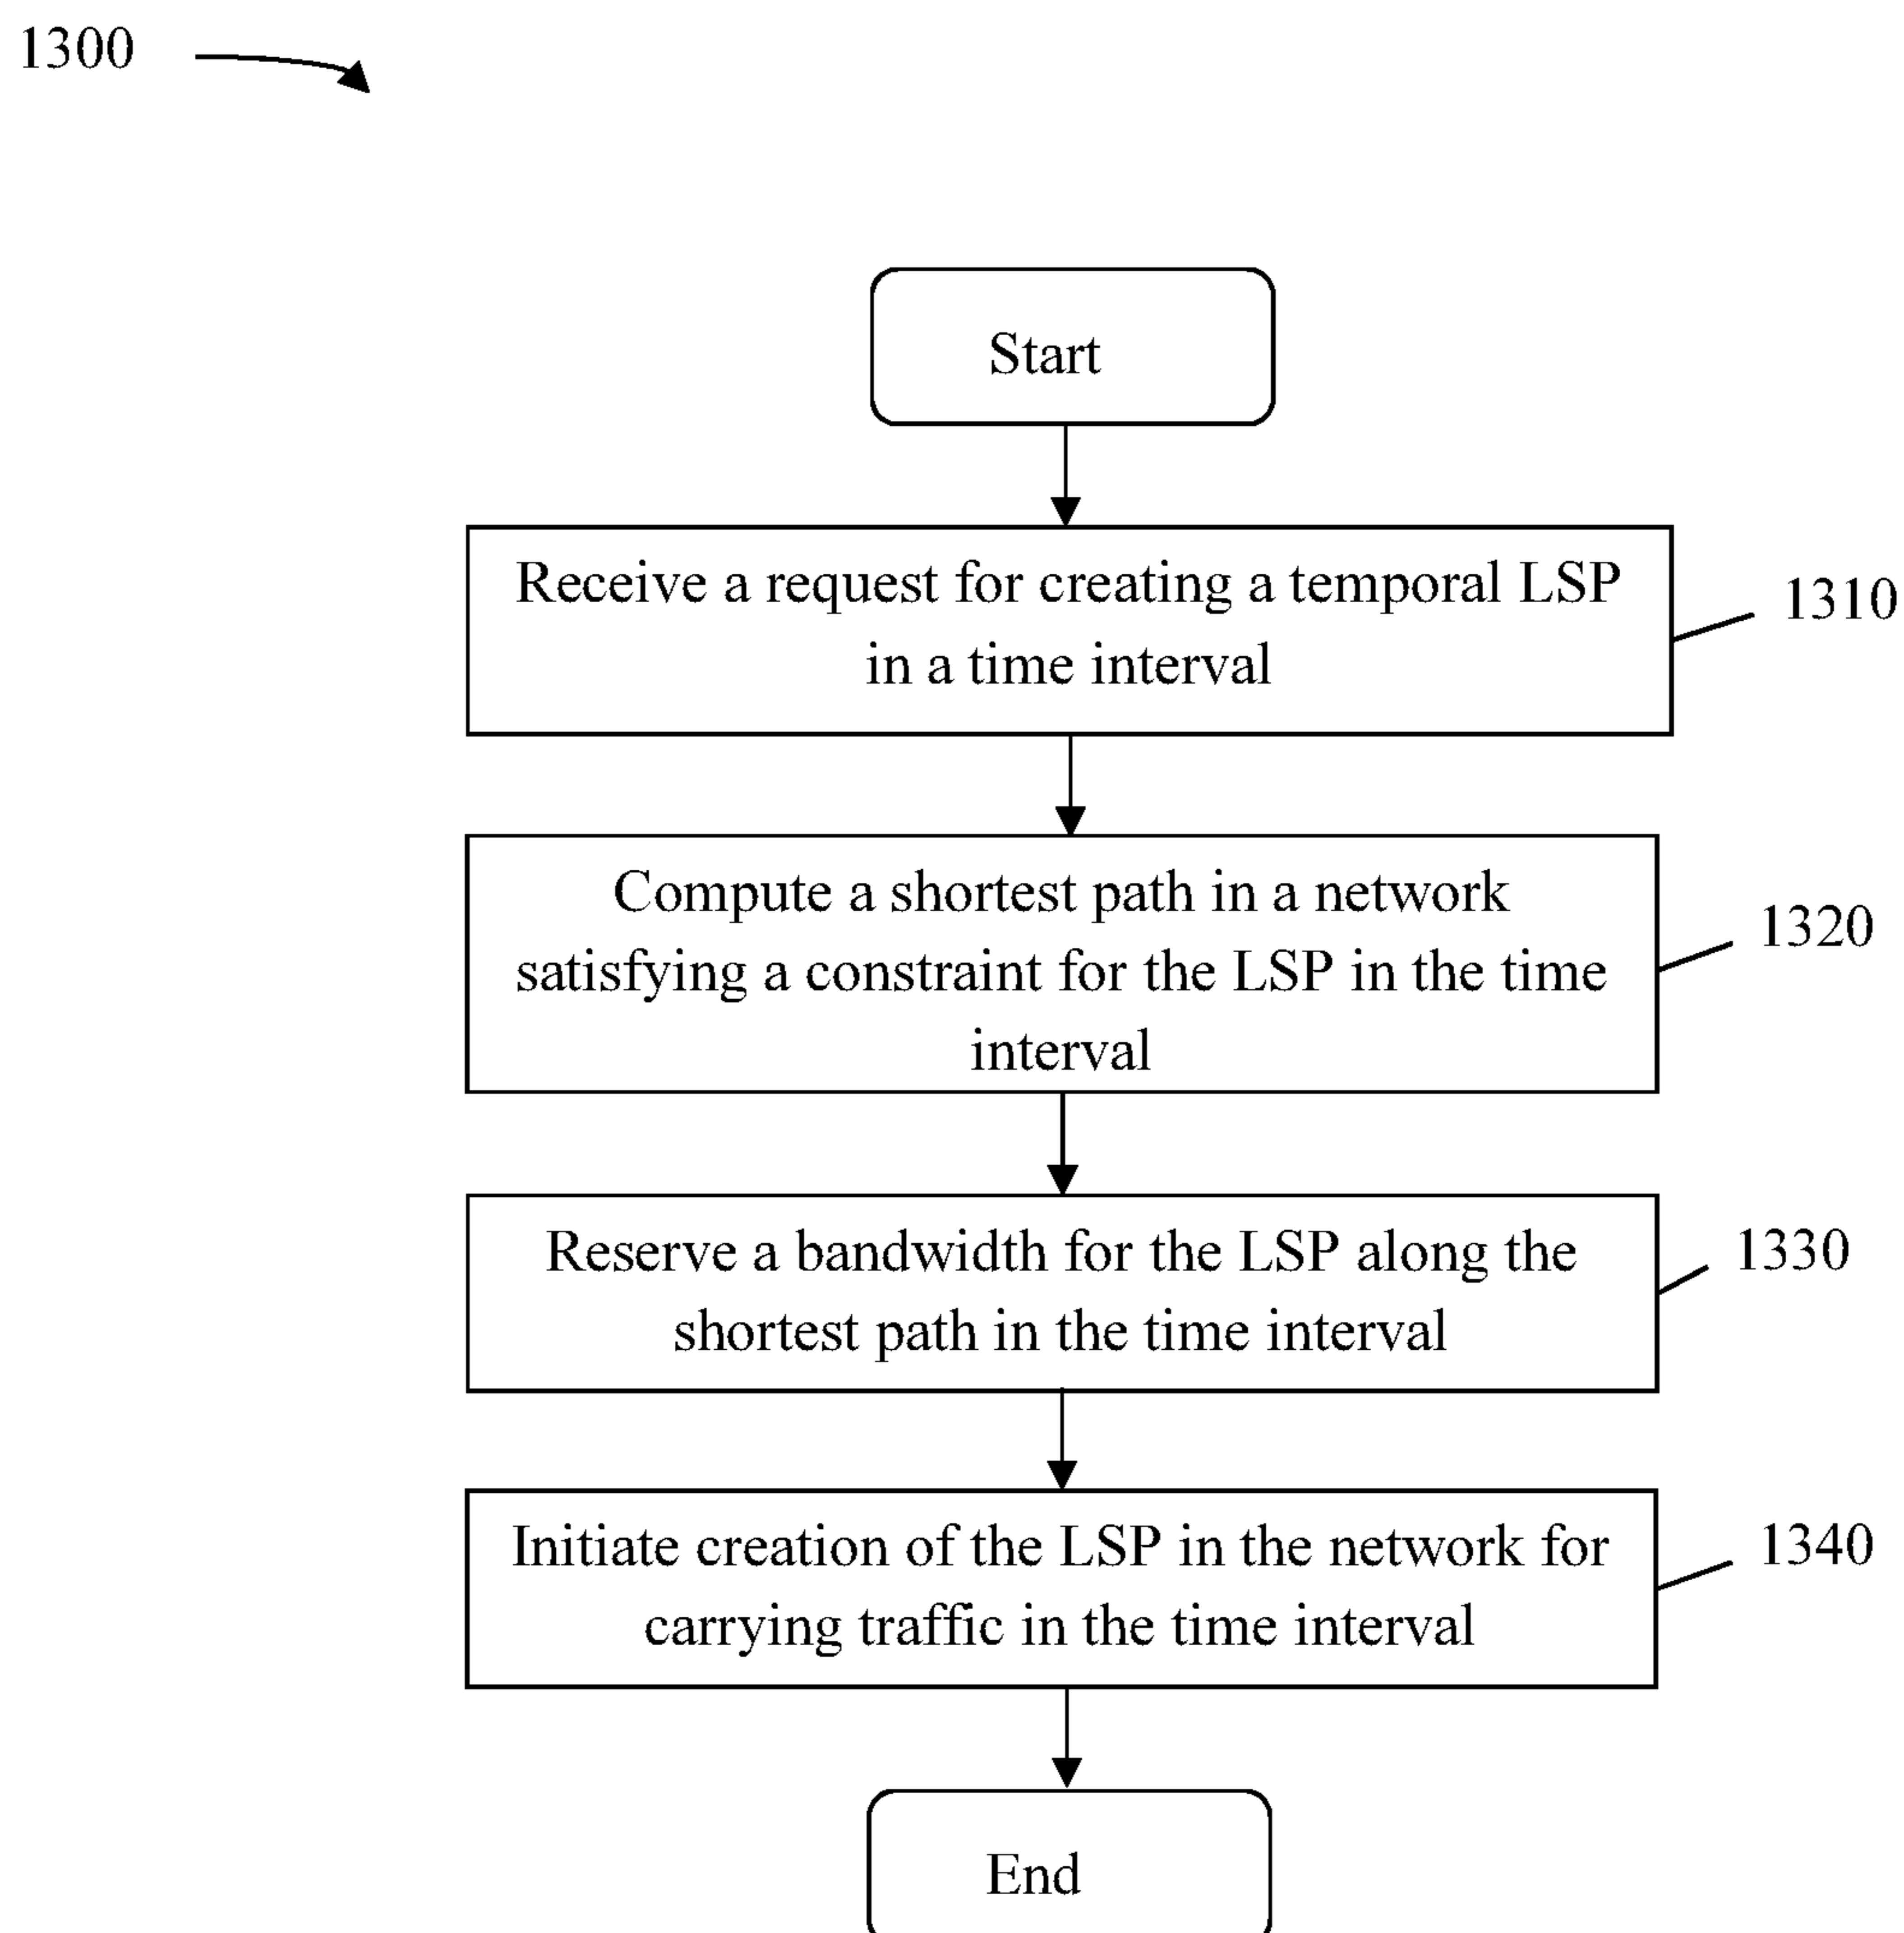 1300
Start
Receive a request for creating a temporal LSP
in a time interval
1310
Compute a shortest path in a network
satisfying a constraint for the LSP in the time
interval
1320
Reserve a bandwidth for the LSP along the
shortest path in the time interval
1330
Initiate creation of the LSP in the network for
carrying traffic in the time interval
1340
End